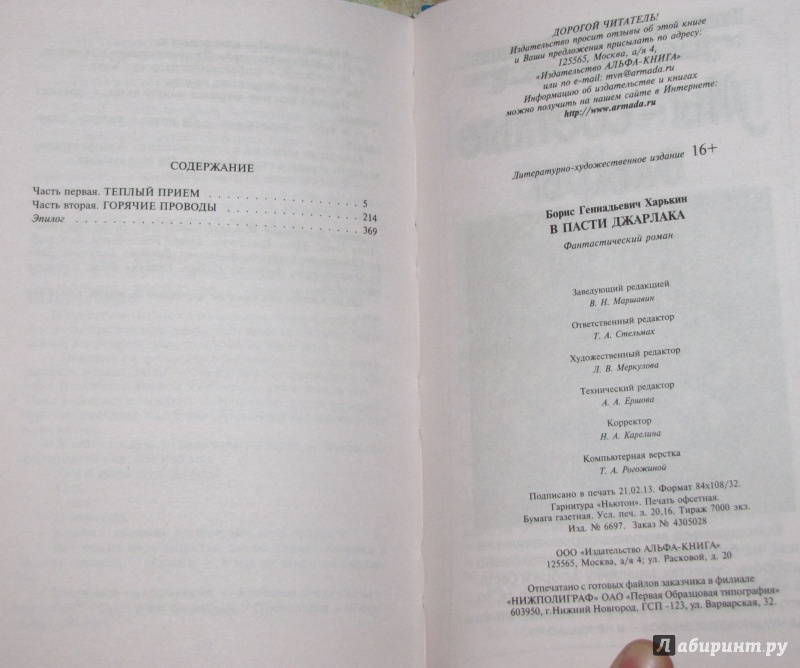 СОДЕРЖАНИЕ
Часть первая. ТЕПЛЫЙ ПРИЕМ . . . . . . . . . . . . . . . . . . . 5
Часть вторая. ГОРЯЧИЕ ПРОВОДЫ . . . . . . . . . . . . . . . . 214
Эпилог . . . . . . . . . . . . . . . . . . . . . . . . . . . . . . 369
ДОРОГОЙ ЧИТАТЕЛЬ!
Издательство просит отзывы об этой книге
и Ваши предложения присылать по адресу:
125565, Москва, а/я 4,
«Издательство АЛЬФА-КНИГА»
или по e-mail: mvn@armada.ru
Информацию об издательстве и книгах
можно получить на нашем сайте в Интернете:
http://www.armada.ru
Литературно-художественное издание 16+
Борис Геннадьевич Харькин
В ПАСТИ ДЖАРЛАКА
Фантастический роман
Заведующий редакцией
В. Н. Маршавин
Ответственный редактор
Т. А. Стельмах
Художественный редактор
Л. В. Меркулова
Технический редактор
А. А. Ершова
Корректор
Н. А. Карелина
Компьютерная верстка
Т. А. Рогожиной
Подписано в печать 21.02.13. Формат 84х108/32.
Гарнитура «Ньютон». Печать офсетная.
Бумага газетная. Усл. печ. л. 20,16. Тираж 7000 экз.
Изд. № 6697. Заказ № 4305028
ООО «Издательство АЛЬФА-КНИГА»
125565, Москва, а/я 4; ул. Расковой, д. 20
Отпечатано с готовых файлов заказчика в филиале
«НИЖПОЛИГРАФ» ОАО «Первая Образцовая типография»
603950, г.Нижний Новгород, ГСП -123, ул. Варварская, 32.
Лабиринт.ру